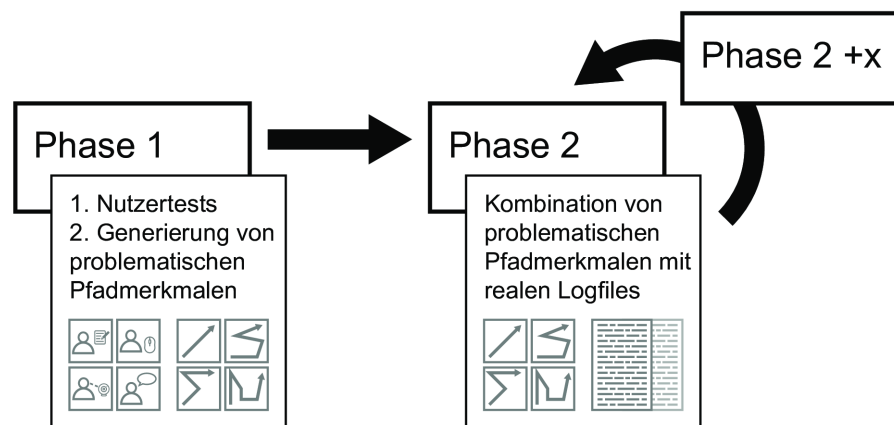 Phase 1
1. Nutzertests
2. Generierung von
problematischen
Pfadmerkmalen
Phase 2
Kombination von
problematischen
Pfadmerkmalen mit
realen Logfiles
Phase 2 +x